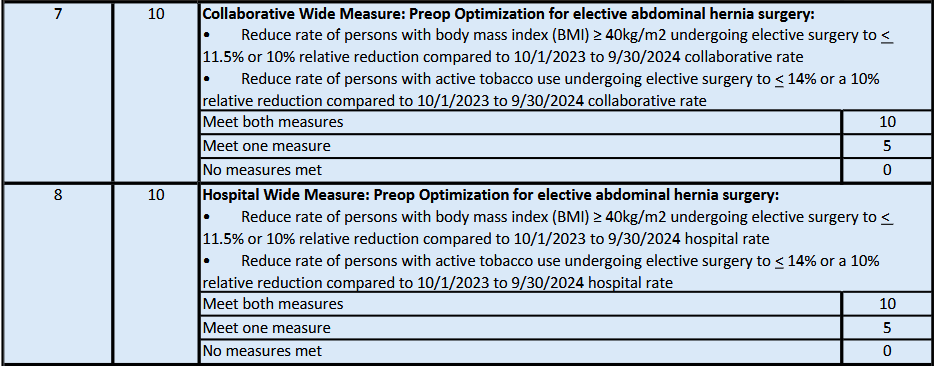 7 10 Collaborative Wide Measure: Preop Optimization for elective abdominal hernia surgery:
• Reduce rate of persons with body mass index (BMI) ≥ 40kg/m2 undergoing elective surgery to <
11.5% or 10% relative reduction compared to 10/1/2023 to 9/30/2024 collaborative rate
• Reduce rate of persons with active tobacco use undergoing elective surgery to < 14% or a 10%
relative reduction compared to 10/1/2023 to 9/30/2024 collaborative rate
Meet both measures 10
Meet one measure 5
No measures met 0
8 10 Hospital Wide Measure: Preop Optimization for elective abdominal hernia surgery:
• Reduce rate of persons with body mass index (BMI) ≥ 40kg/m2 undergoing elective surgery to <
11.5% or 10% relative reduction compared to 10/1/2023 to 9/30/2024 hospital rate
• Reduce rate of persons with active tobacco use undergoing elective surgery to < 14% or a 10%
relative reduction compared to 10/1/2023 to 9/30/2024 hospital rate
Meet both measures 10
Meet one measure 5
No measures met 0